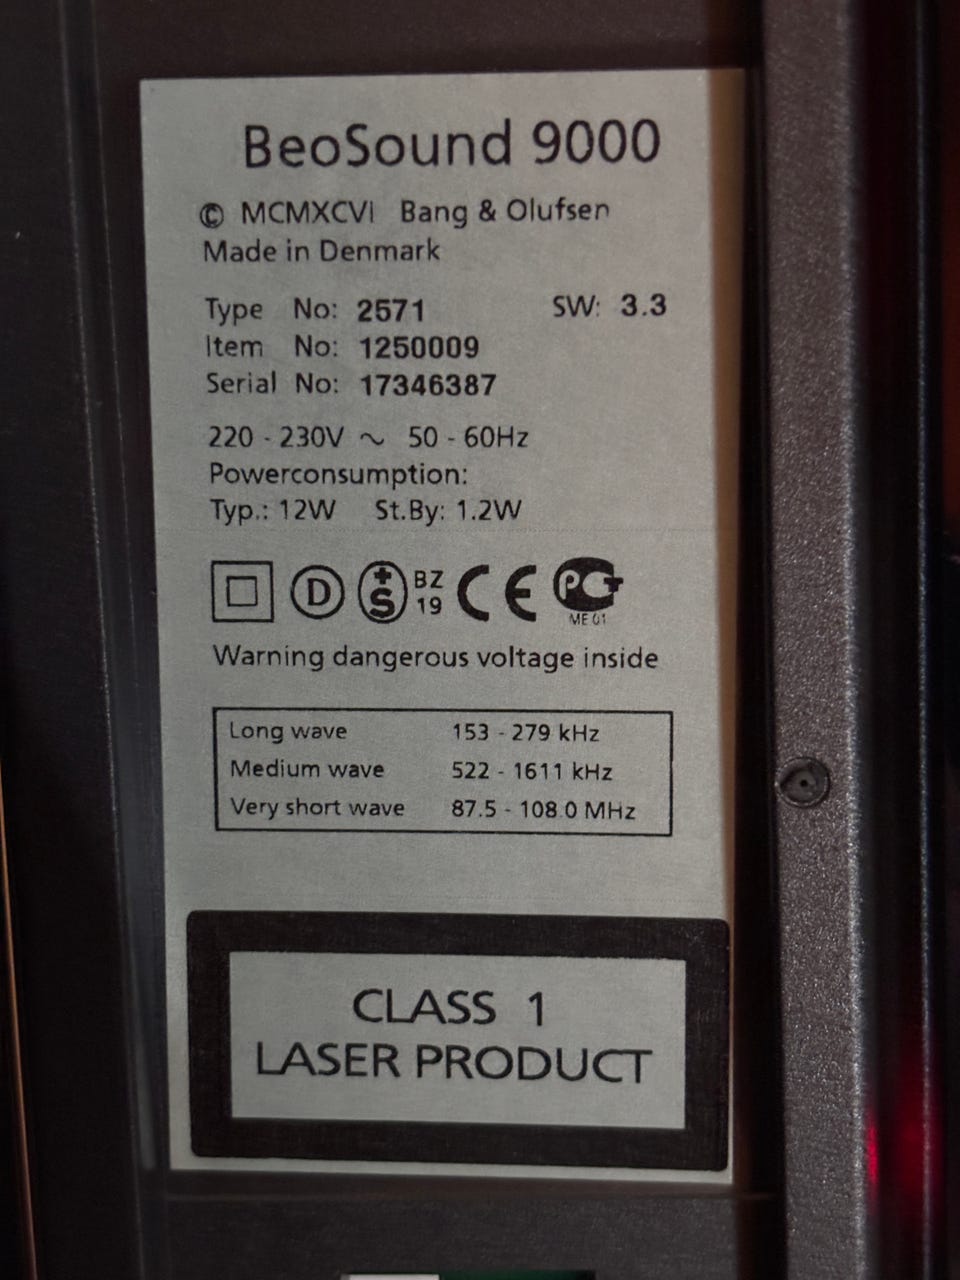 BeoSound 9000
© MCMXCVI Bang & Olufsen
Made in Denmark
Type No: 2571 SW: 3.3
Item No: 1250009
Serial No: 17346387
220 - 230V ~ 50 - 60Hz
Powerconsumption:
Typ.: 12W St.By: 1.2W
D +S BZ 19 CE PCT ME 01
Warning dangerous voltage inside
Long wave 153 - 279 kHz
Medium wave 522 - 1611 kHz
Very short wave 87.5 - 108.0 MHz
CLASS 1
LASER PRODUCT